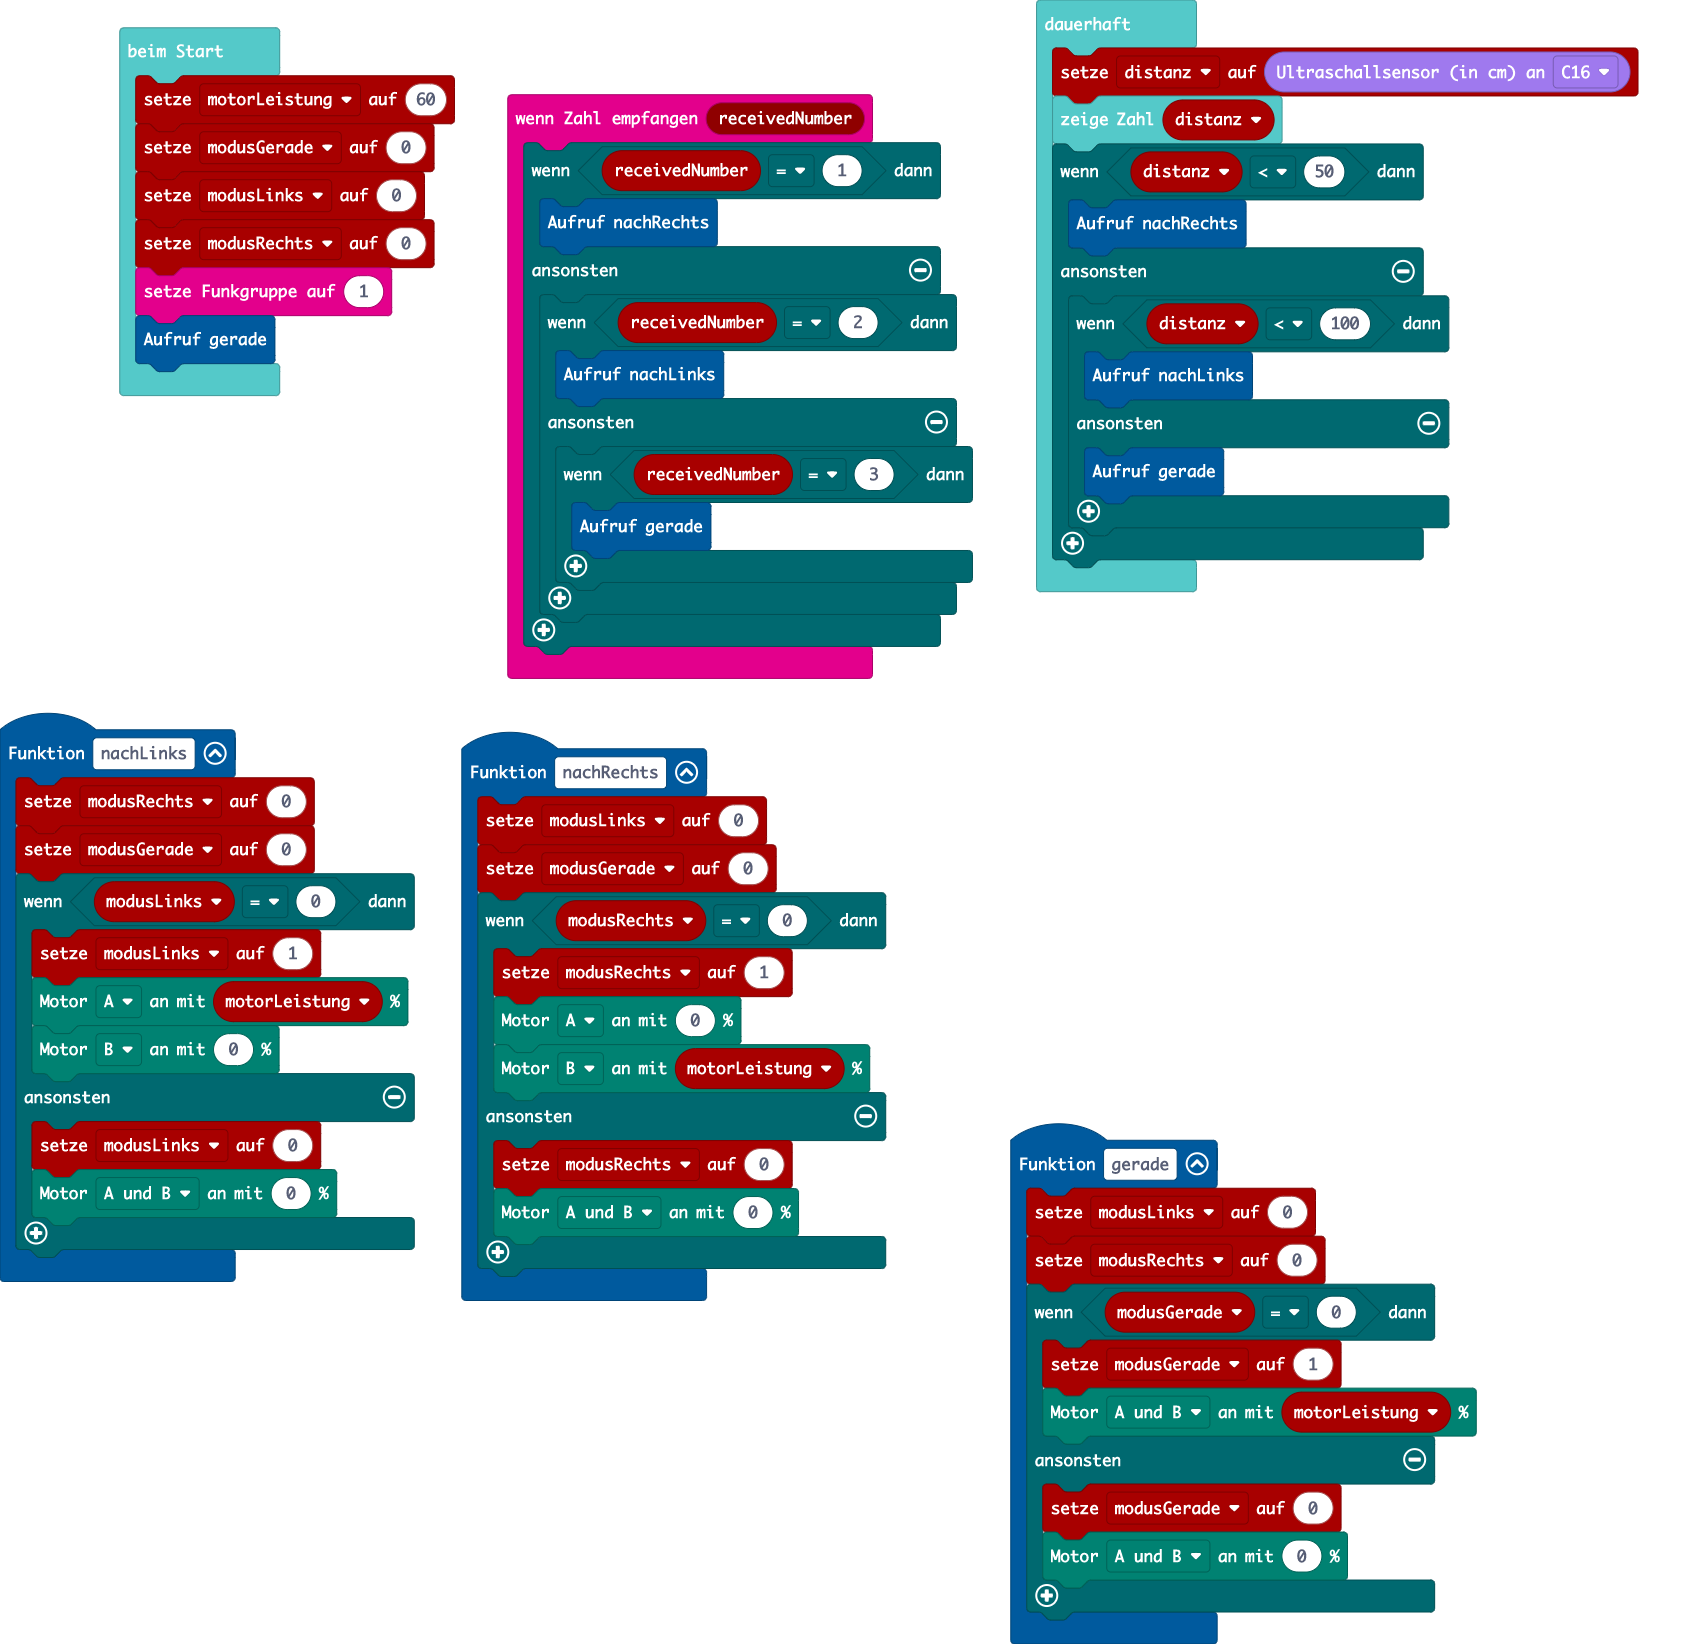 beim Start
setze motorLeistung auf 60
setze modusGerade auf 0
setze modusLinks auf 0
setze modusRechts auf 0
setze Funkgruppe auf 1
Aufruf gerade
wenn Zahl empfangen receivedNumber
wenn receivedNumber = 1 dann
Aufruf nachRechts
ansonsten
wenn receivedNumber = 2 dann
Aufruf nachLinks
ansonsten
wenn receivedNumber = 3 dann
Aufruf gerade
dauerhaft
setze distanz auf Ultraschallsensor (in cm) an C16
zeige Zahl distanz
wenn distanz < 50 dann
Aufruf nachRechts
ansonsten
wenn distanz < 100 dann
Aufruf nachLinks
ansonsten
Aufruf gerade
Funktion nachLinks
setze modusRechts auf 0
setze modusGerade auf 0
wenn modusLinks = 0 dann
setze modusLinks auf 1
Motor A an mit motorLeistung %
Motor B an mit 0 %
ansonsten
setze modusLinks auf 0
Motor A und B an mit 0 %
Funktion nachRechts
setze modusLinks auf 0
setze modusGerade auf 0
wenn modusRechts = 0 dann
setze modusRechts auf 1
Motor A an mit 0 %
Motor B an mit motorLeistung %
ansonsten
setze modusRechts auf 0
Motor A und B an mit 0 %
Funktion gerade
setze modusLinks auf 0
setze modusRechts auf 0
wenn modusGerade = 0 dann
setze modusGerade auf 1
Motor A und B an mit motorLeistung %
ansonsten
setze modusGerade auf 0
Motor A und B an mit 0 %